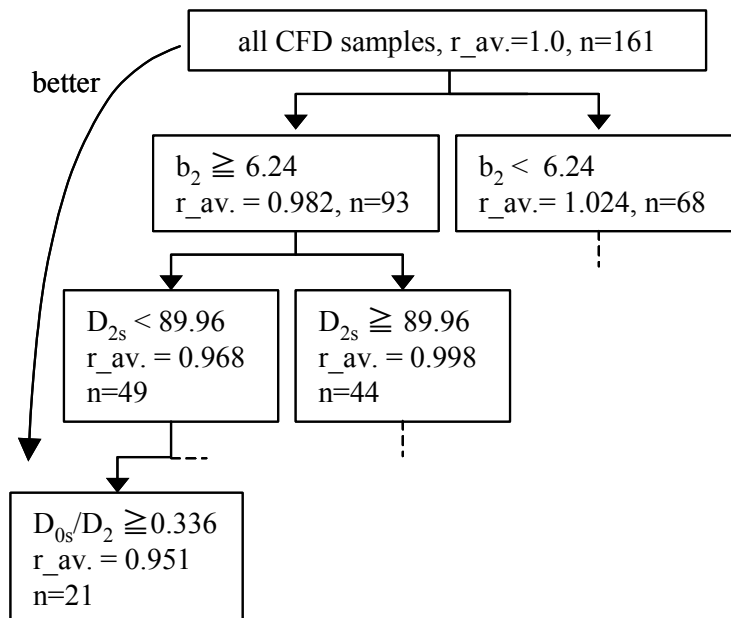 all CFD samples, r_av.=1.0, n=161
better
b₂ ≧ 6.24
r_av. = 0.982, n=93
b₂ < 6.24
r_av.= 1.024, n=68
D₂ₛ < 89.96
r_av. = 0.968
n=49
D₂ₛ ≧ 89.96
r_av. = 0.998
n=44
D₀ₛ/D₂ ≧0.336
r_av. = 0.951
n=21